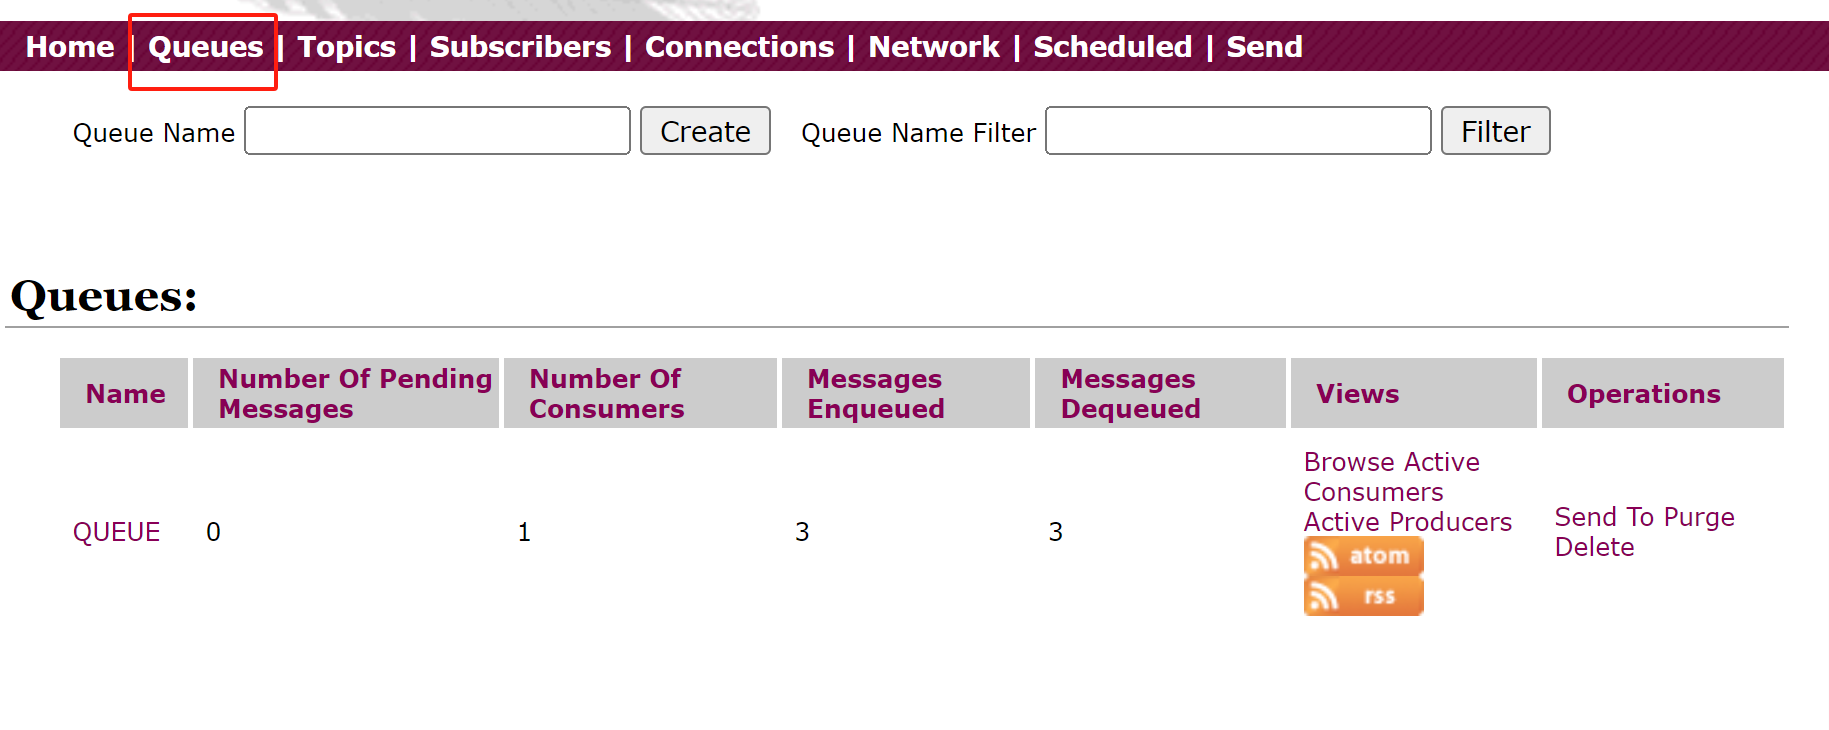 Home | Queues | Topics | Subscribers | Connections | Network | Scheduled | Send
Queue Name Create Queue Name Filter Filter
Queues:
Name Number Of Pending Messages Number Of Consumers Messages Enqueued Messages Dequeued Views Operations
QUEUE 0 1 3 3
Browse Active
Consumers
Active Producers
atom
rss
Send To Purge
Delete